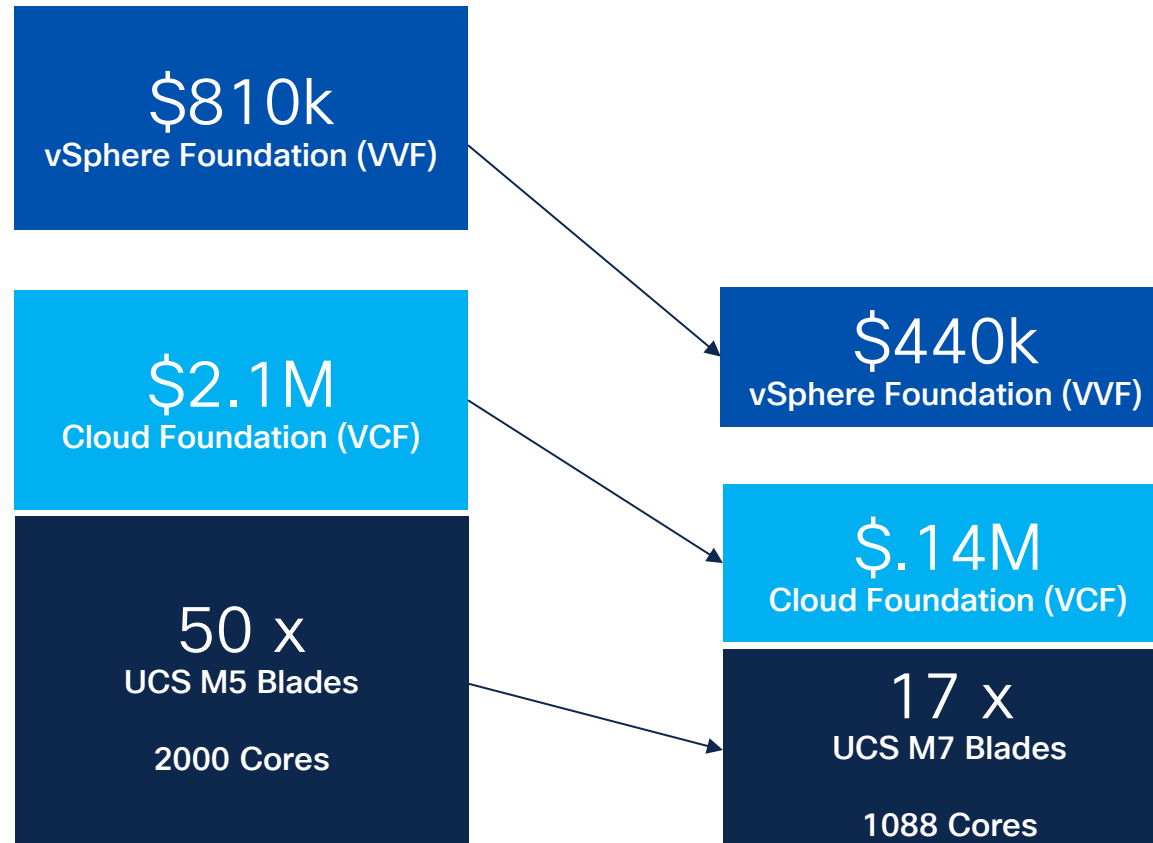 $810k
vSphere Foundation (VVF)
$2.1M
Cloud Foundation (VCF)
50 x
UCS M5 Blades
2000 Cores
$440k
vSphere Foundation (VVF)
$.14M
Cloud Foundation (VCF)
17 x
UCS M7 Blades
1088 Cores